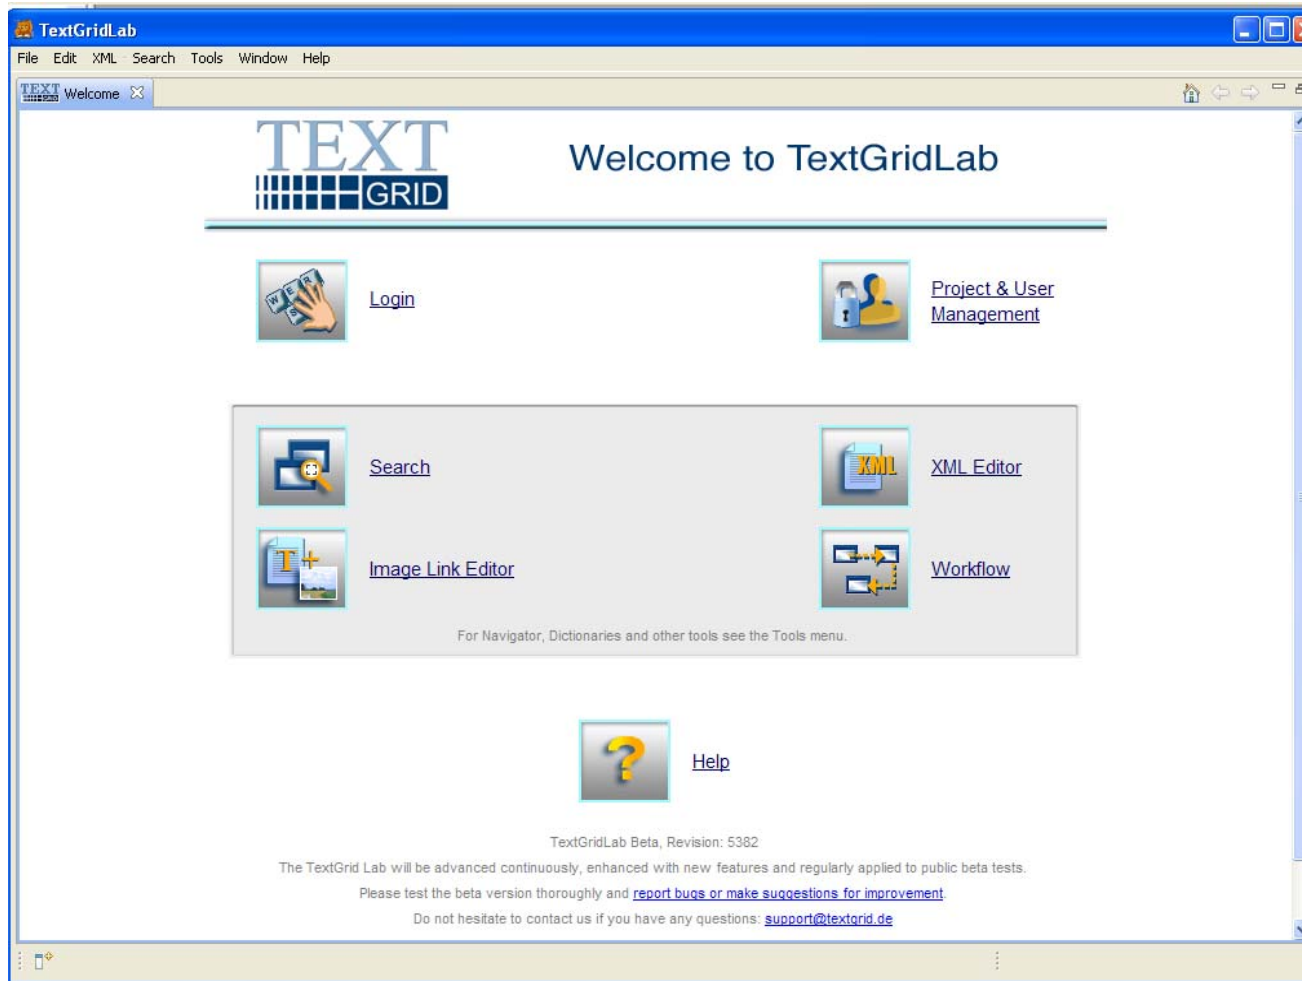 TextGridLab
File Edit XML Search Tools Window Help
TEXT Welcome
TEXT
GRID
Welcome to TextGridLab
Login
Project & User
Management
W E R
S
Search
XML
XML Editor
T
Image Link Editor
Workflow
For Navigator, Dictionaries and other tools see the Tools menu.
?
Help
TextGridLab Beta, Revision: 5382
The TextGrid Lab will be advanced continuously, enhanced with new features and regularly applied to public beta tests.
Please test the beta version thoroughly and report bugs or make suggestions for improvement.
Do not hesitate to contact us if you have any questions: support@textgrid.de